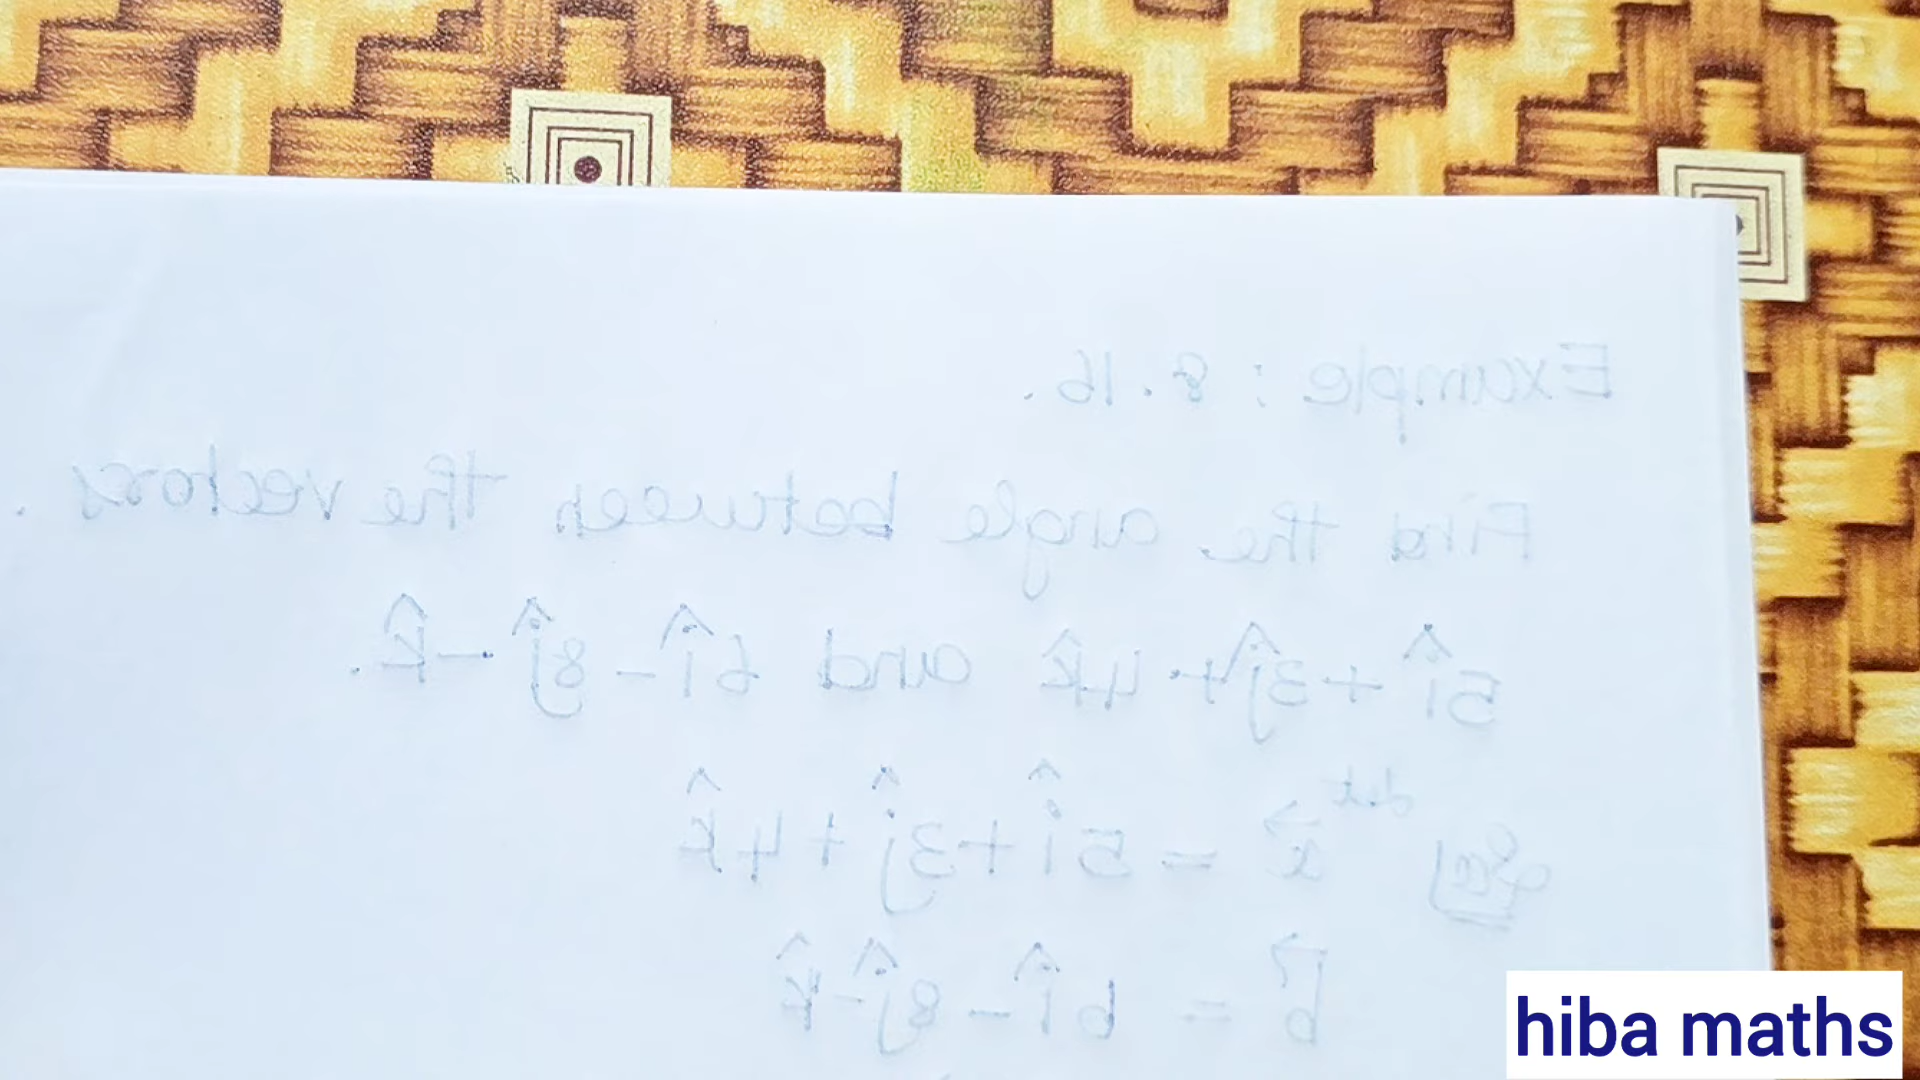 Example : 8.16.
Find the angle between the vectors.
5î + 3ĵ + 4k̂ and 6î - 8ĵ - k̂.
Sol let a⃗ = 5î + 3ĵ + 4k̂
b⃗ = 6î - 8ĵ - k̂
hiba maths